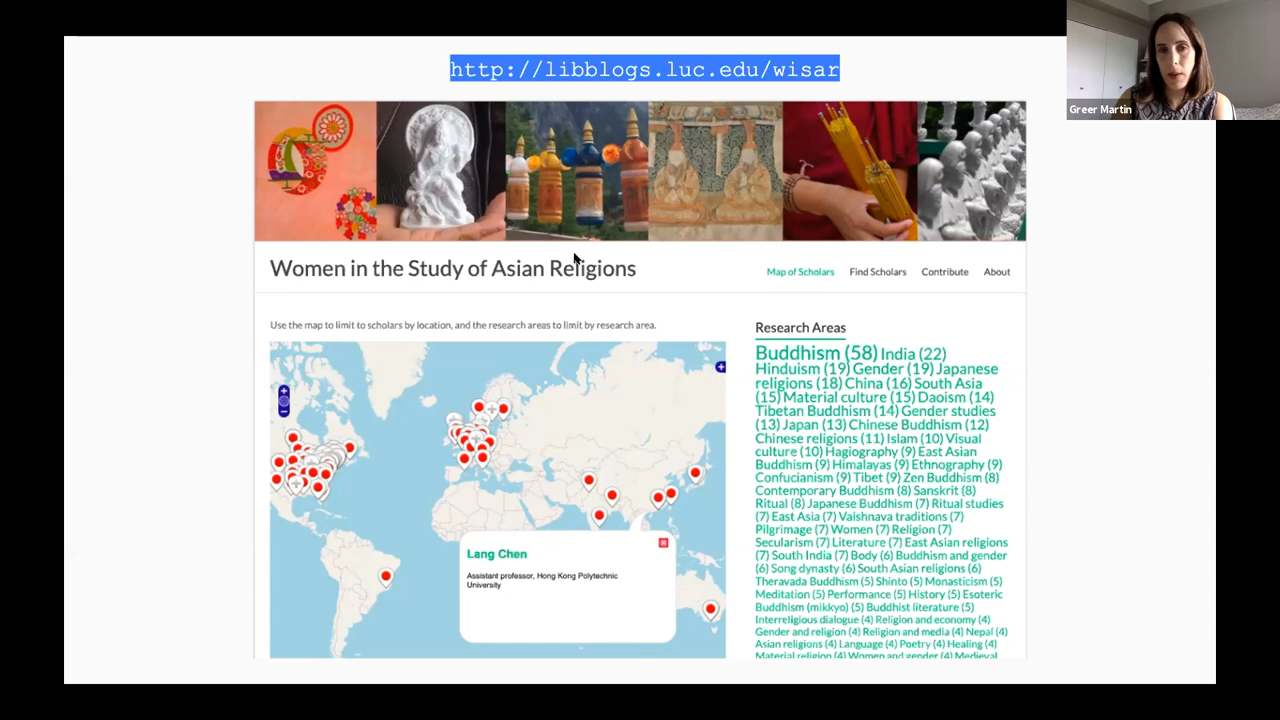 http://libblogs.luc.edu/wisar
Greer Martin
Women in the Study of Asian Religions
Map of Scholars
Find Scholars
Contribute
About
Use the map to limit to scholars by location, and the research areas to limit by research area.
Lang Chen
Assistant professor, Hong Kong Polytechnic
University
Research Areas
Buddhism (58) India (22)
Hinduism (19) Gender (19) Japanese
religions (18) China (16) South Asia
(15) Material culture (15) Daoism (14)
Tibetan Buddhism (14) Gender studies
(13) Japan (13) Chinese Buddhism (12)
Chinese religions (11) Islam (10) Visual
culture (10) Hagiography (9) East Asian
Buddhism (9) Himalayas (9) Ethnography (9)
Confucianism (9) Tibet (9) Zen Buddhism (8)
Contemporary Buddhism (8) Sanskrit (8)
Ritual (8) Japanese Buddhism (7) Ritual studies
(7) East Asia (7) Vaishnava traditions (7)
Pilgrimage (7) Women (7) Religion (7)
Secularism (7) Literature (7) East Asian religions
(7) South India (7) Body (6) Buddhism and gender
(6) Song dynasty (6) South Asian religions (6)
Theravada Buddhism (5) Shinto (5) Monasticism (5)
Meditation (5) Performance (5) History (5) Esoteric
Buddhism (mikkyo) (5) Buddhist literature (5)
Interreligious dialogue (4) Religion and economy (4)
Gender and religion (4) Religion and media (4) Nepal (4)
Asian religions (4) Language (4) Poetry (4) Healing (4)
Material religion (4) Women and gender (4) Medieval